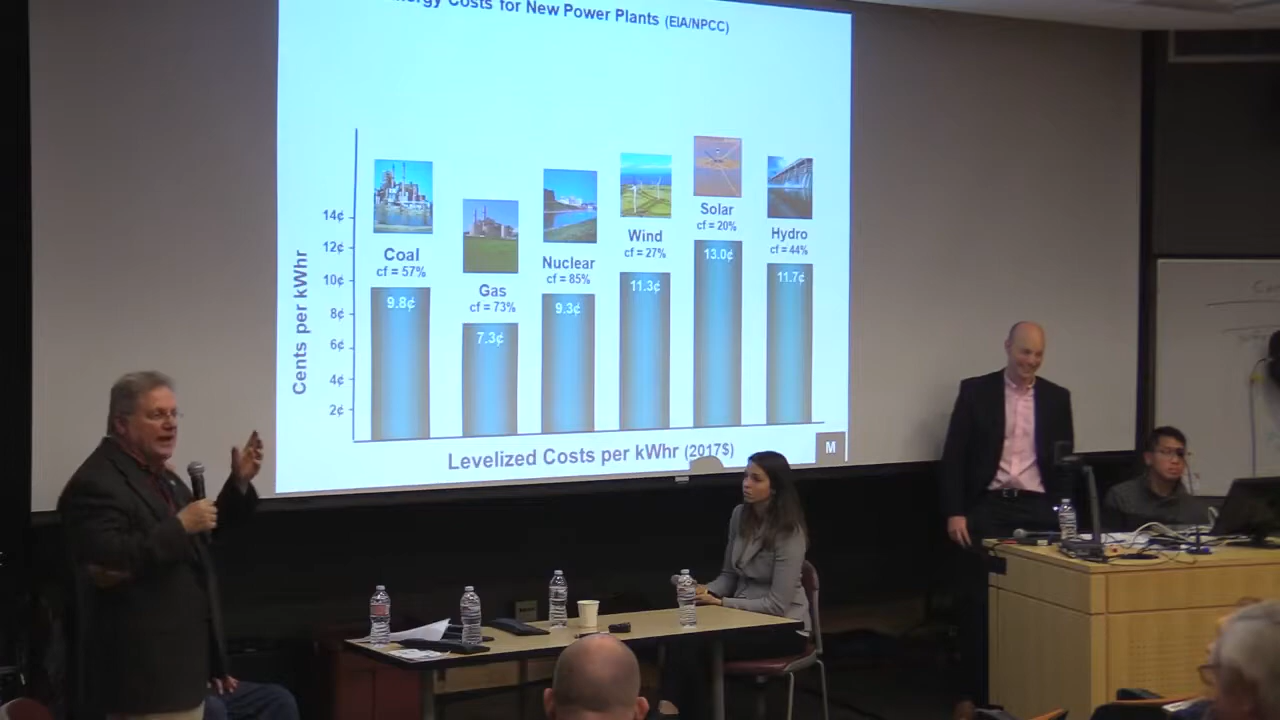 Costs for New Power Plants (EIA/NPCC)
Cents per kWhr
14¢
12¢
10¢
8¢
6¢
4¢
2¢
Coal
cf = 57%
9.8¢
Gas
cf = 73%
7.3¢
Nuclear
cf = 85%
9.3¢
Wind
cf = 27%
11.3¢
Solar
cf = 20%
13.0¢
Hydro
cf = 44%
11.7¢
Levelized Costs per kWhr (2017$)
M